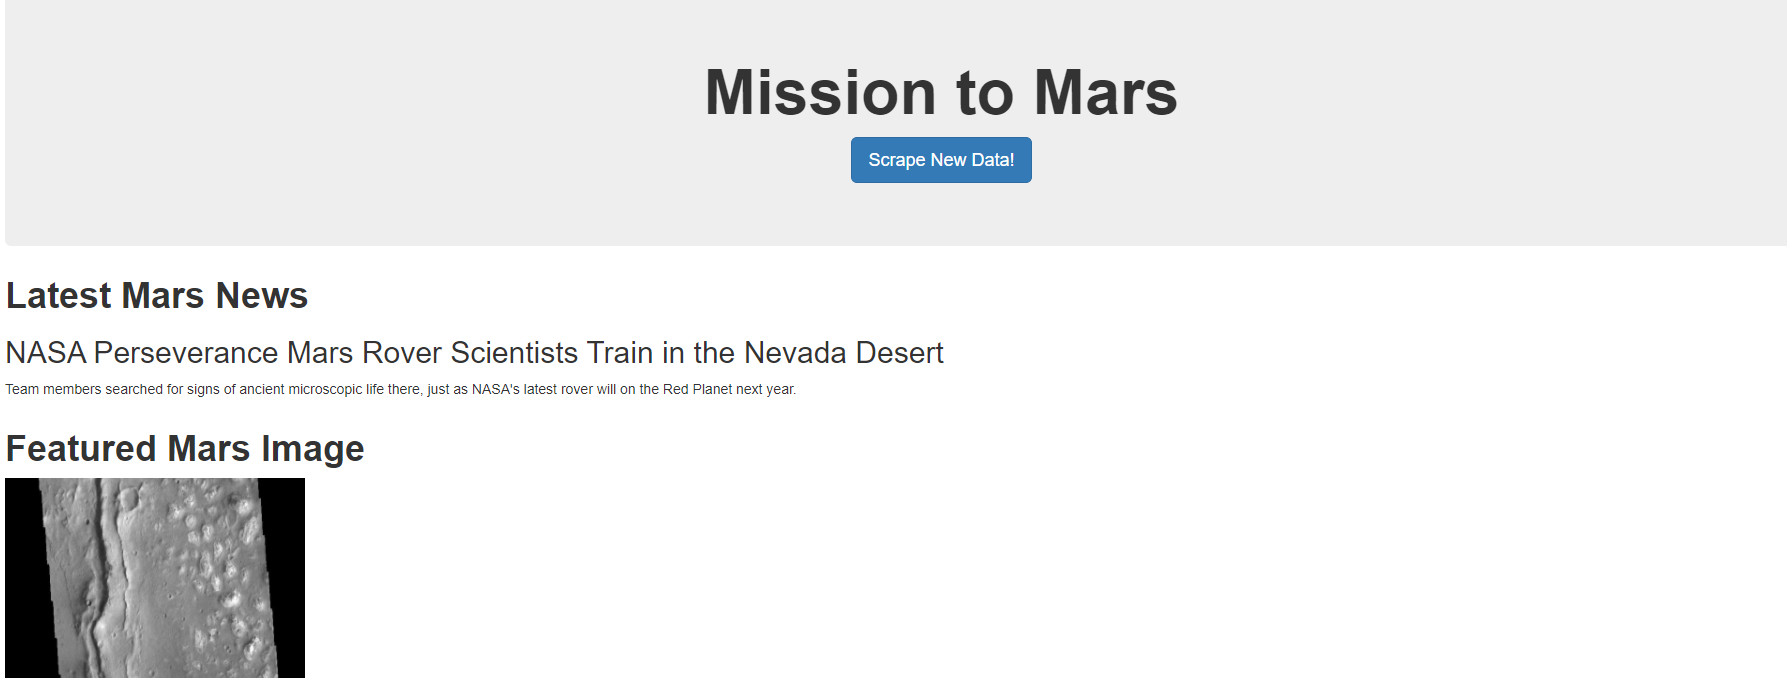 Mission to Mars
Scrape New Data!
Latest Mars News
NASA Perseverance Mars Rover Scientists Train in the Nevada Desert
Team members searched for signs of ancient microscopic life there, just as NASA's latest rover will on the Red Planet next year.
Featured Mars Image